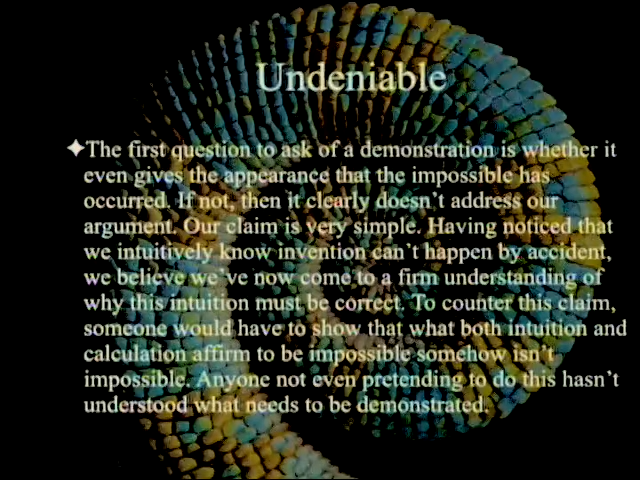 Undeniable
✦The first question to ask of a demonstration is whether it
even gives the appearance that the impossible has
occurred. If not, then it clearly doesn't address our
argument. Our claim is very simple. Having noticed that
we intuitively know invention can't happen by accident,
we believe we've now come to a firm understanding of
why this intuition must be correct. To counter this claim,
someone would have to show that what both intuition and
calculation affirm to be impossible somehow isn't
impossible. Anyone not even pretending to do this hasn't
understood what needs to be demonstrated.